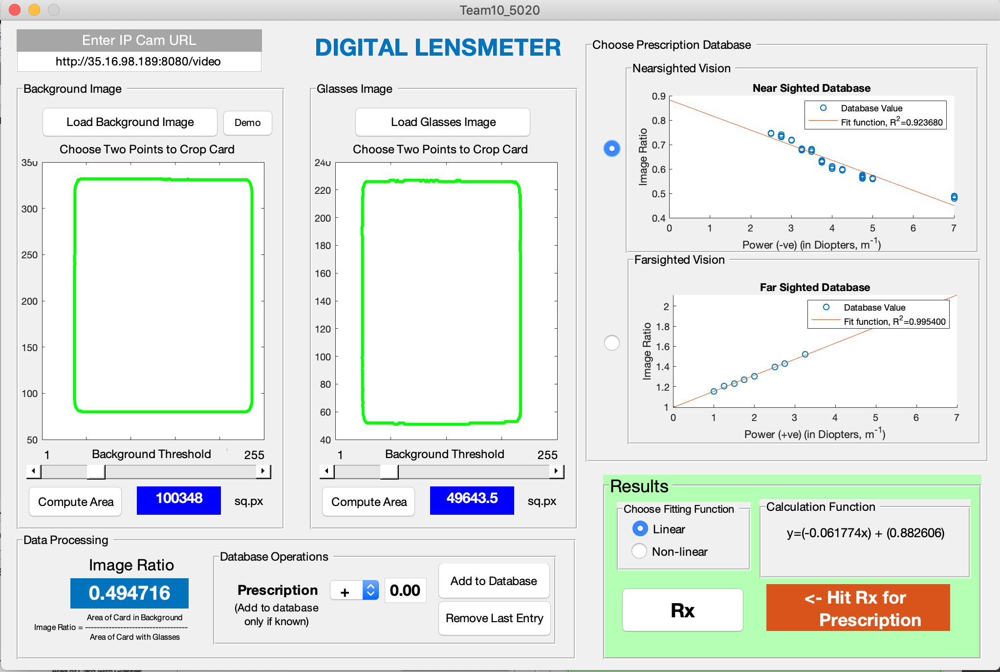 Team10_5020
Enter IP Cam URL
http://35.16.98.189:8080/video
DIGITAL LENSMETER
Background Image
Load Background Image
Demo
Choose Two Points to Crop Card
350
300
250
200
150
100
50
1
Background Threshold
255
Compute Area
100348
sq.px
Glasses Image
Load Glasses Image
Choose Two Points to Crop Card
240
220
200
180
160
140
120
100
80
60
40
1
Background Threshold
255
Compute Area
49643.5
sq.px
Choose Prescription Database
Nearsighted Vision
Near Sighted Database
Database Value
Fit function, R2=0.923680
Image Ratio
0.9
0.8
0.7
0.6
0.5
0.4
0 1 2 3 4 5 6 7
Power (-ve) (in Diopters, m-1)
Farsighted Vision
Far Sighted Database
Database Value
Fit function, R2=0.995400
Image Ratio
2
1.8
1.6
1.4
1.2
1
0 1 2 3 4 5 6 7
Power (+ve) (in Diopters, m-1)
Data Processing
Image Ratio
0.494716
Area of Card in Background
Image Ratio = -----------------------------------
Area of Card with Glasses
Database Operations
Prescription
(Add to database
only if known)
+
0.00
Add to Database
Remove Last Entry
Results
Choose Fitting Function
Linear
Non-linear
Calculation Function
y=(-0.061774x) + (0.882606)
Rx
<- Hit Rx for
Prescription